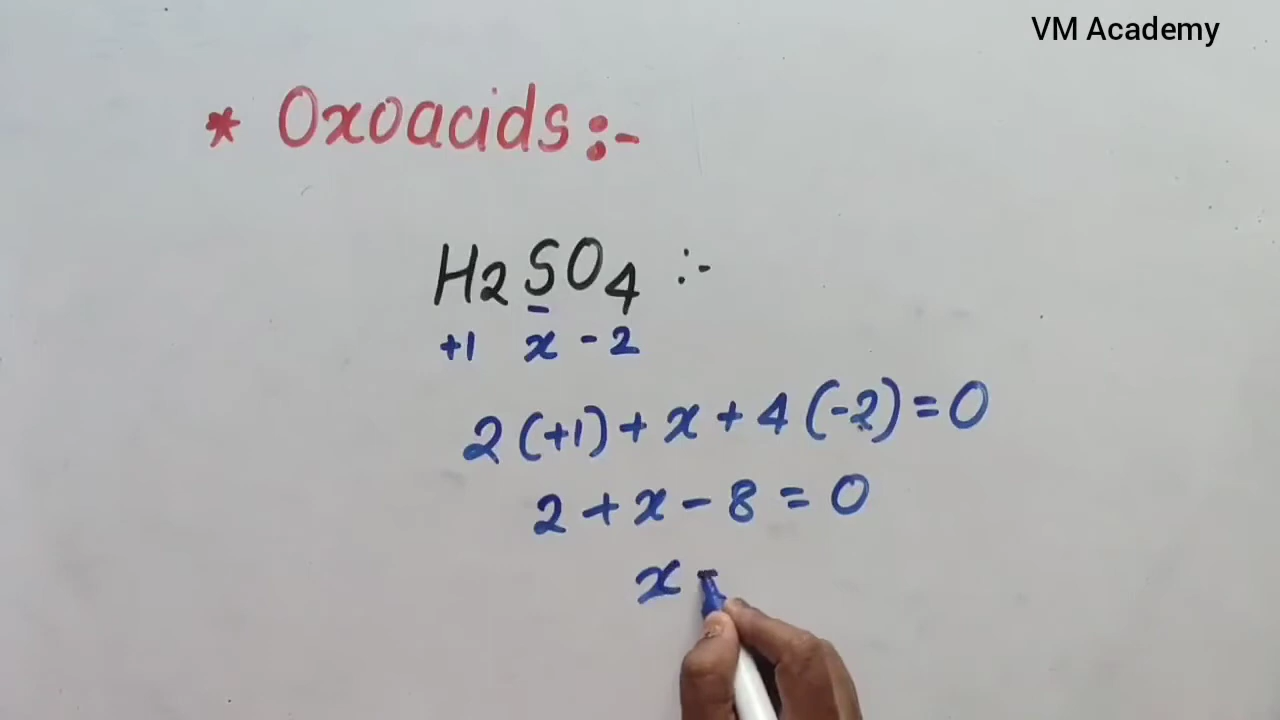 VM Academy
* Oxoacids:-
H2SO4 :-
+1 x -2
2(+1)+x+4(-2)=0
2+x-8=0
x